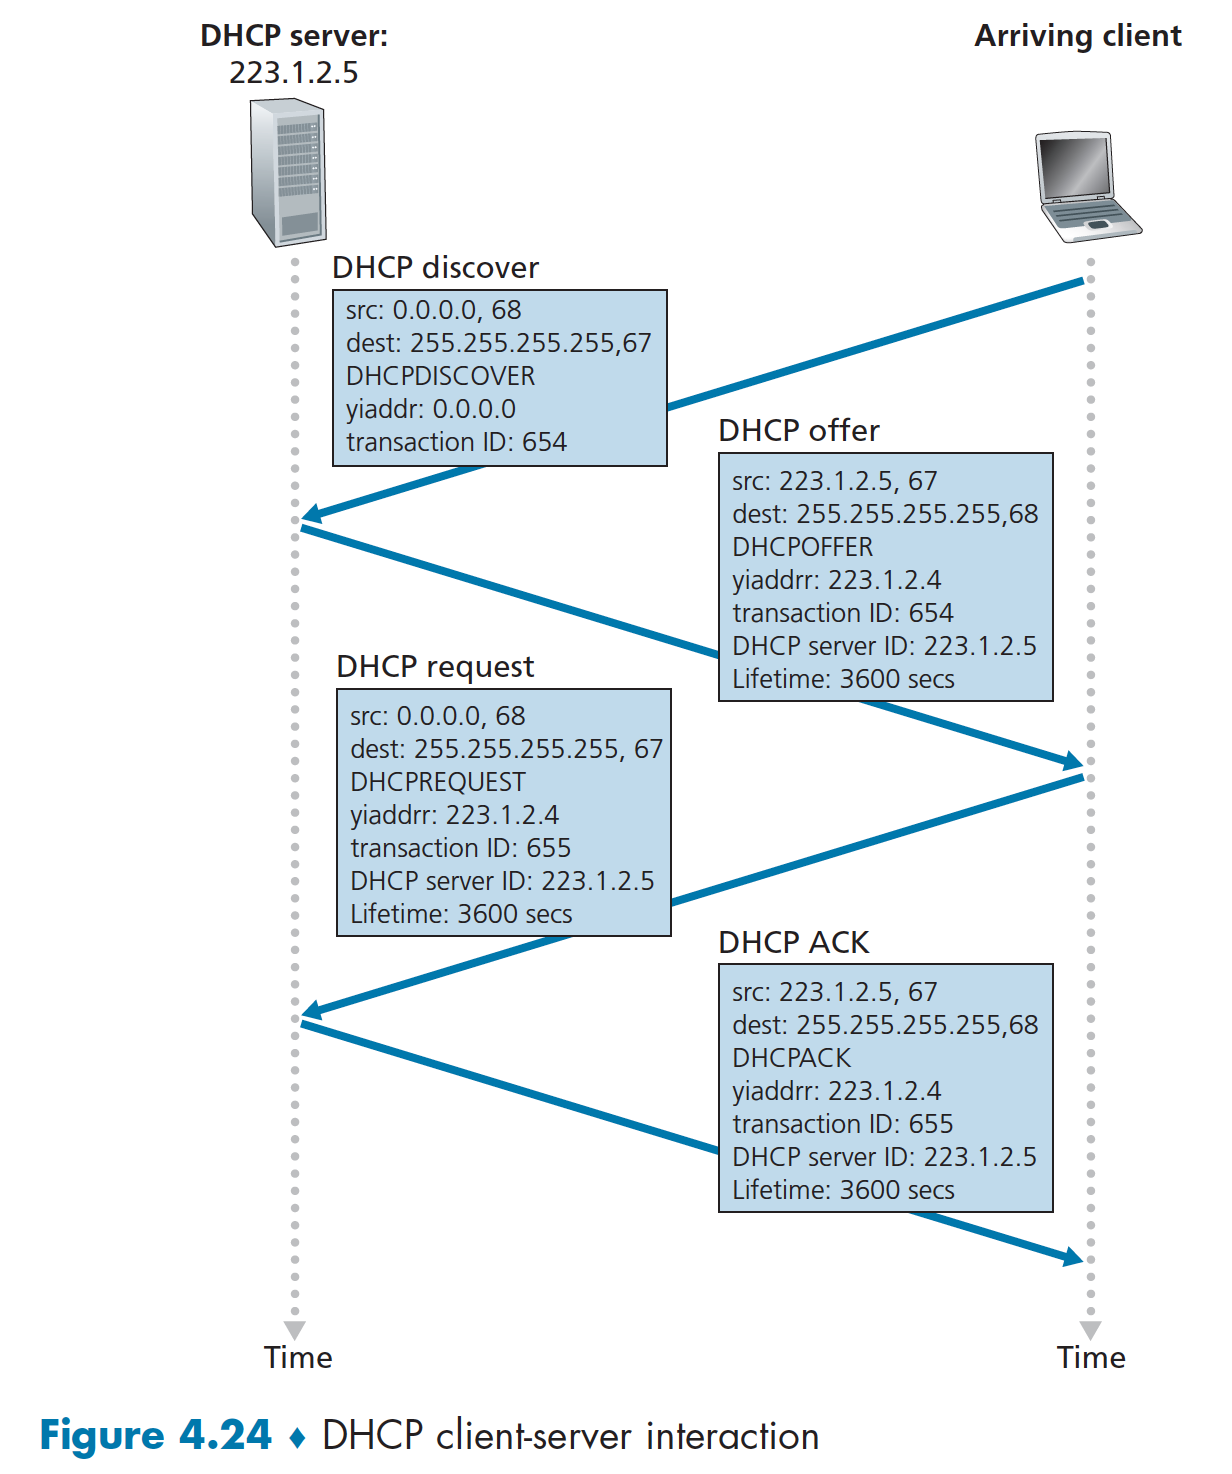 DHCP server:
223.1.2.5
Arriving client
DHCP discover
src: 0.0.0.0, 68
dest: 255.255.255.255,67
DHCPDISCOVER
yiaddr: 0.0.0.0
transaction ID: 654
DHCP offer
src: 223.1.2.5, 67
dest: 255.255.255.255,68
DHCPOFFER
yiaddrr: 223.1.2.4
transaction ID: 654
DHCP server ID: 223.1.2.5
Lifetime: 3600 secs
DHCP request
src: 0.0.0.0, 68
dest: 255.255.255.255, 67
DHCPREQUEST
yiaddrr: 223.1.2.4
transaction ID: 655
DHCP server ID: 223.1.2.5
Lifetime: 3600 secs
DHCP ACK
src: 223.1.2.5, 67
dest: 255.255.255.255,68
DHCPACK
yiaddrr: 223.1.2.4
transaction ID: 655
DHCP server ID: 223.1.2.5
Lifetime: 3600 secs
Time
Time
Figure 4.24 ♦ DHCP client-server interaction